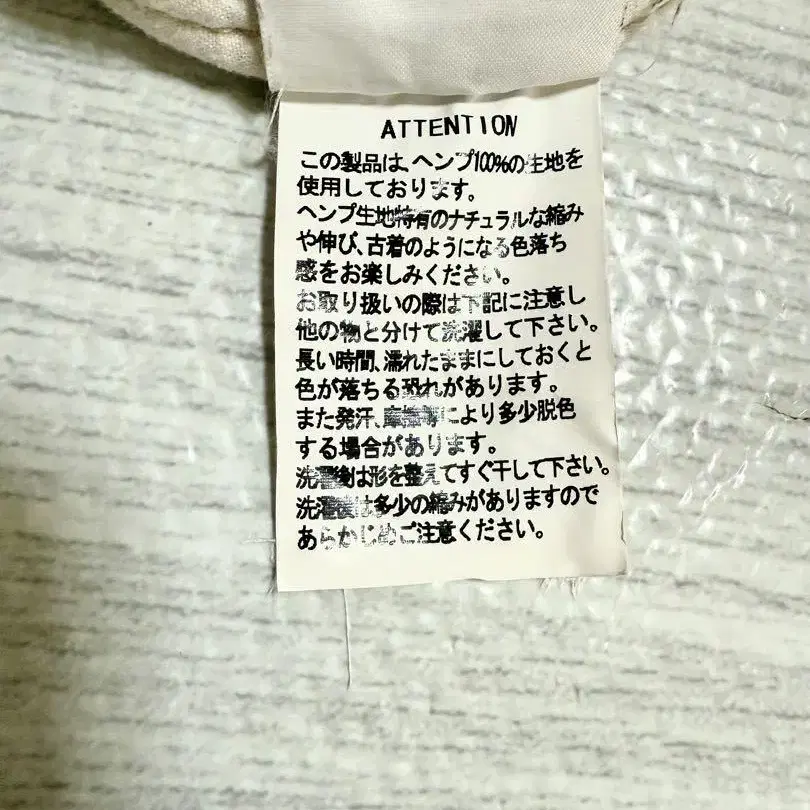 ATTENTION
この製品は、ヘンプ100%の生地を
使用しております。
ヘンプ生地特有のナチュラルな縮み
や伸び、古着のようになる色落ち
感をお楽しみください。
お取り扱いの際は下記に注意し
他の物と分けて洗濯して下さい。
長い時間、濡れたままにしておくと
色が落ちる恐れがあります。
また発汗、摩擦等により多少脱色
する場合があります。
洗濯後は形を整えてすぐ干して下さい。
洗濯後は多少の縮みがありますので
あらかじめご注意ください。